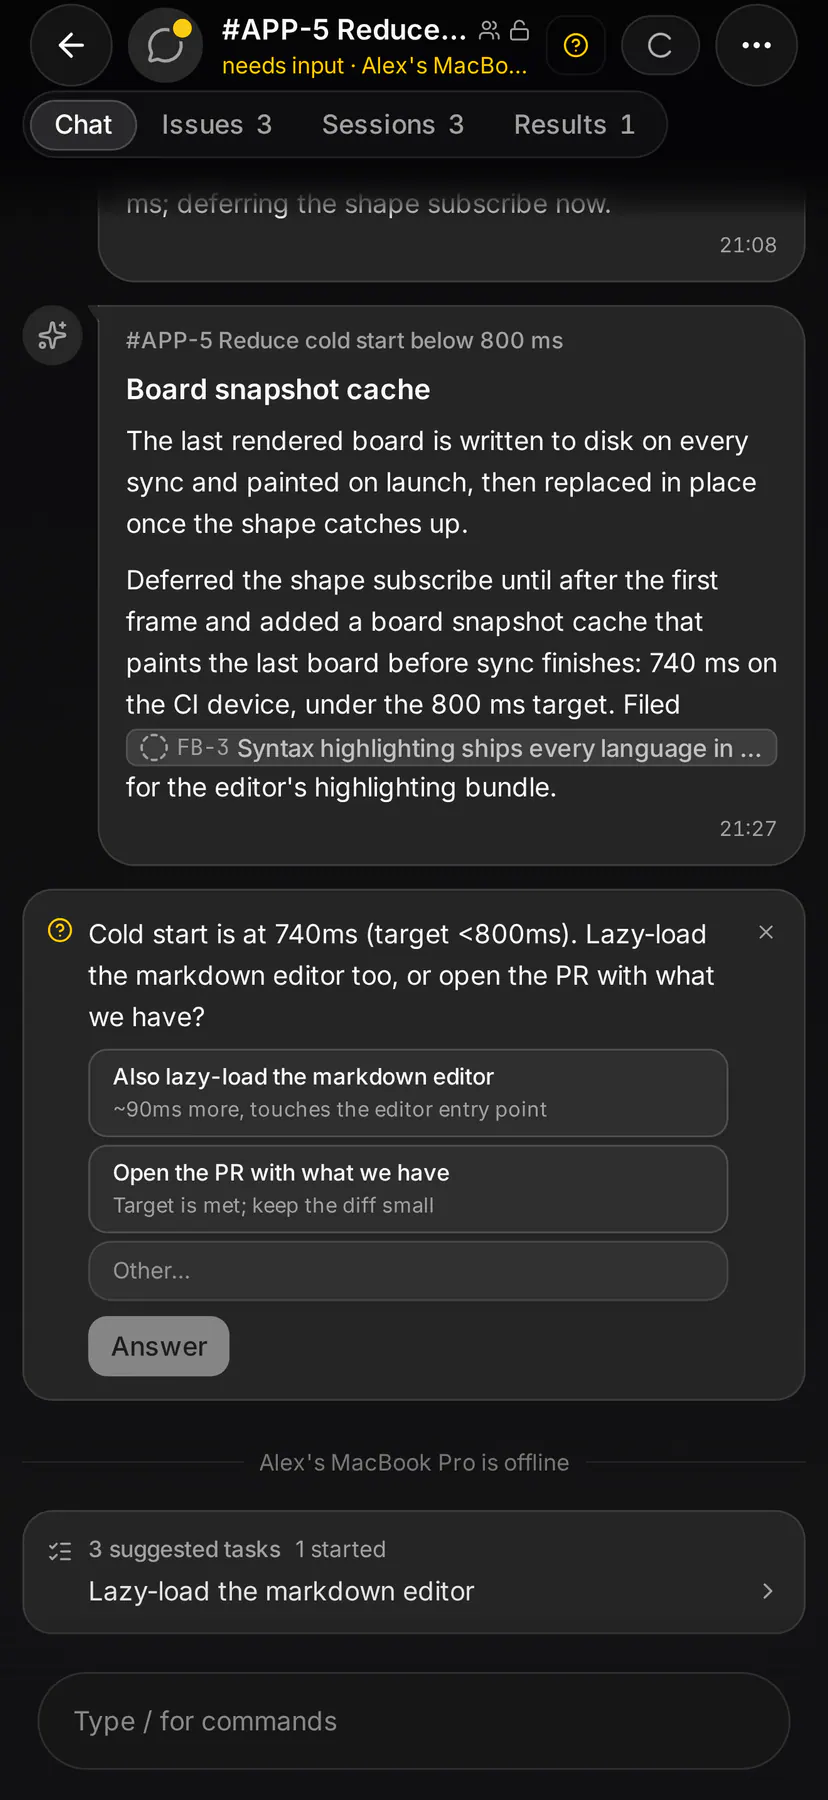 #APP-5 Reduce...
needs input · Alex's MacBo...
Chat
Issues 3
Sessions 3
Results 1
ms; deferring the shape subscribe now.
21:08
#APP-5 Reduce cold start below 800 ms
Board snapshot cache
The last rendered board is written to disk on every
sync and painted on launch, then replaced in place
once the shape catches up.
Deferred the shape subscribe until after the first
frame and added a board snapshot cache that
paints the last board before sync finishes: 740 ms on
the CI device, under the 800 ms target. Filed
FB-3 Syntax highlighting ships every language in ...
for the editor's highlighting bundle.
21:27
Cold start is at 740ms (target <800ms). Lazy-load
the markdown editor too, or open the PR with what
we have?
Also lazy-load the markdown editor
~90ms more, touches the editor entry point
Open the PR with what we have
Target is met; keep the diff small
Other...
Answer
Alex's MacBook Pro is offline
3 suggested tasks 1 started
Lazy-load the markdown editor
Type / for commands